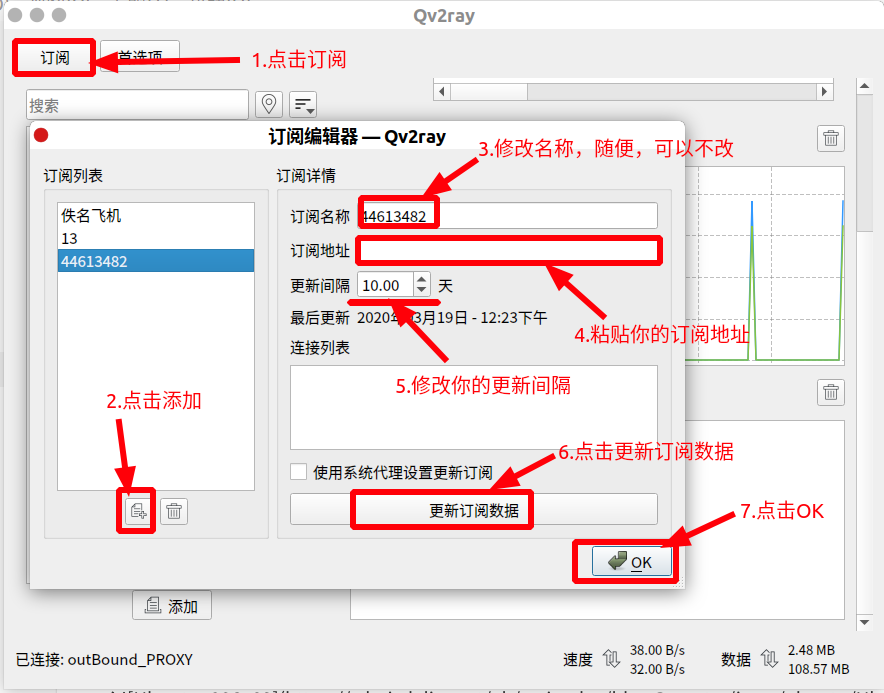 Qv2ray
订阅
首选项
1.点击订阅
搜索
订阅编辑器 — Qv2ray
3.修改名称，随便，可以不改
订阅列表
订阅详情
佚名飞机
13
44613482
订阅名称 44613482
订阅地址
更新间隔 10.00 天
4.粘贴你的订阅地址
最后更新 2020年03月19日 - 12:23下午
连接列表
5.修改你的更新间隔
2.点击添加
6.点击更新订阅数据
使用系统代理设置更新订阅
更新订阅数据
7.点击OK
OK
添加
已连接: outBound_PROXY
速度 38.00 B/s
32.00 B/s
数据 2.48 MB
108.57 MB